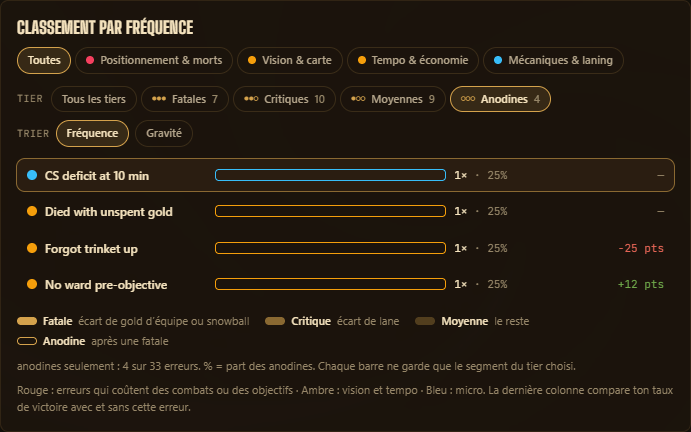 CLASSEMENT PAR FRÉQUENCE
Toutes Positionnement & morts Vision & carte Tempo & économie Mécaniques & laning
TIER Tous les tiers Fatales 7 Critiques 10 Moyennes 9 Anodines 4
TRIER Fréquence Gravité
CS deficit at 10 min 1× · 25% —
Died with unspent gold 1× · 25% —
Forgot trinket up 1× · 25% -25 pts
No ward pre-objective 1× · 25% +12 pts
Fatale écart de gold d'équipe ou snowball Critique écart de lane Moyenne le reste
Anodine après une fatale
anodines seulement : 4 sur 33 erreurs. % = part des anodines. Chaque barre ne garde que le segment du tier choisi.
Rouge : erreurs qui coûtent des combats ou des objectifs · Ambre : vision et tempo · Bleu : micro. La dernière colonne compare ton taux
de victoire avec et sans cette erreur.